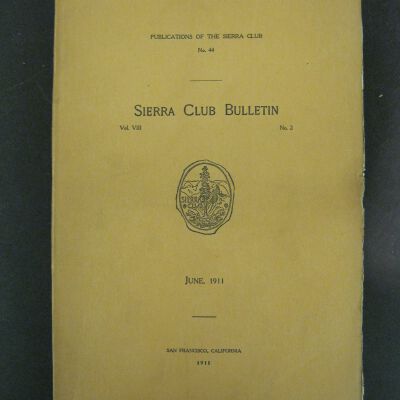 PUBLICATIONS OF THE SIERRA CLUB
No. 44
SIERRA CLUB BULLETIN
Vol. VIII No. 2
SIERRA
JUNE, 1911
SAN FRANCISCO, CALIFORNIA
1911